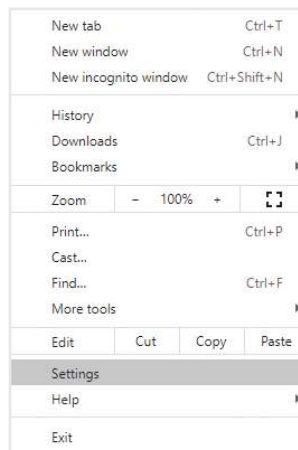 New tab Ctrl+T
New window Ctrl+N
New incognito window Ctrl+Shift+N
History
Downloads Ctrl+J
Bookmarks
Zoom - 100% +
Print... Ctrl+P
Cast...
Find... Ctrl+F
More tools
Edit Cut Copy Paste
Settings
Help
Exit